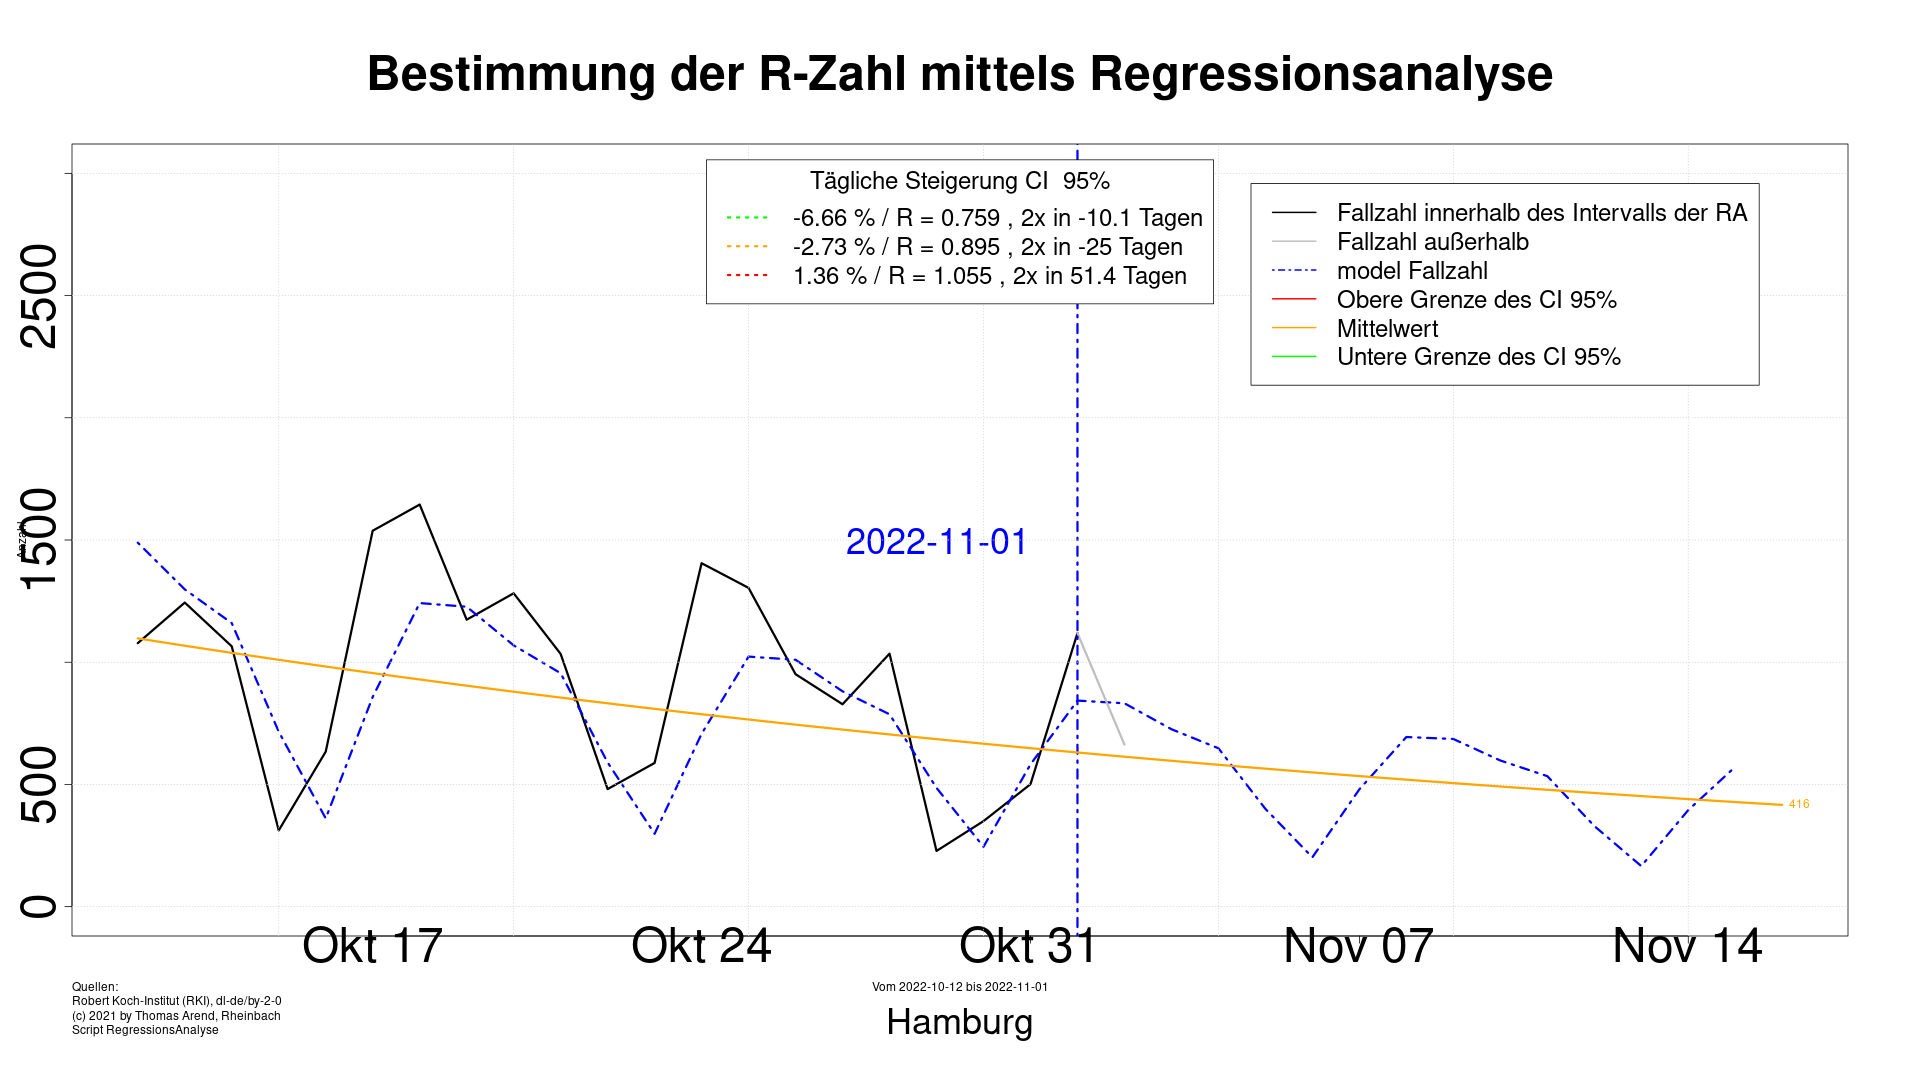 Bestimmung der R-Zahl mittels Regressionsanalyse
Tägliche Steigerung CI 95%
-6.66 % / R = 0.759 , 2x in -10.1 Tagen
-2.73 % / R = 0.895 , 2x in -25 Tagen
1.36 % / R = 1.055 , 2x in 51.4 Tagen
Fallzahl innerhalb des Intervalls der RA
Fallzahl außerhalb
model Fallzahl
Obere Grenze des CI 95%
Mittelwert
Untere Grenze des CI 95%
2500
1500
500
0
Anzahl
2022-11-01
416
Okt 17
Okt 24
Okt 31
Nov 07
Nov 14
Quellen:
Robert Koch-Institut (RKI), dl-de/by-2-0
(c) 2021 by Thomas Arend, Rheinbach
Script RegressionsAnalyse
Vom 2022-10-12 bis 2022-11-01
Hamburg